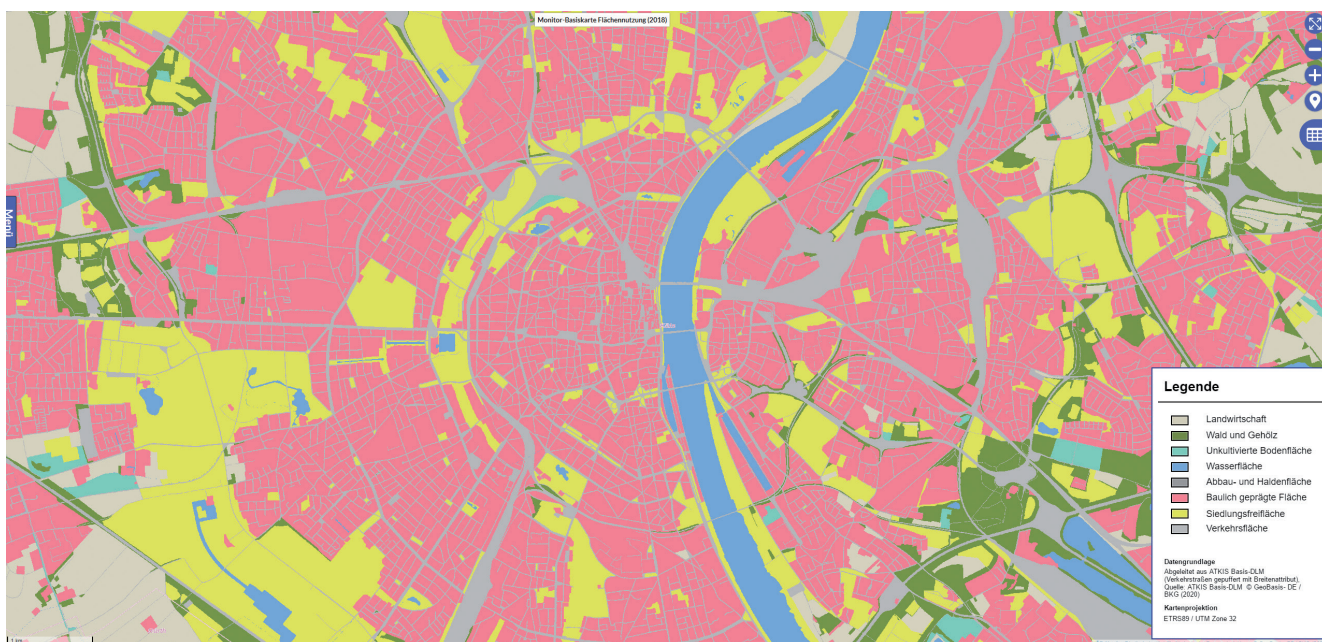 Monitor-Basiskarte Flächennutzung (2018)
Menü
Legende
Landwirtschaft
Wald und Gehölz
Unkultivierte Bodenfläche
Wasserfläche
Abbau- und Haldenfläche
Baulich geprägte Fläche
Siedlungsfreifläche
Verkehrsfläche
Datengrundlage
Abgeleitet aus ATKIS Basis-DLM
(Verkehrstraßen gepuffert mit Breitenattribut).
Quelle: ATKIS Basis-DLM © GeoBasis- DE /
BKG (2020)
Kartenprojektion
ETRS89 / UTM Zone 32
1 km